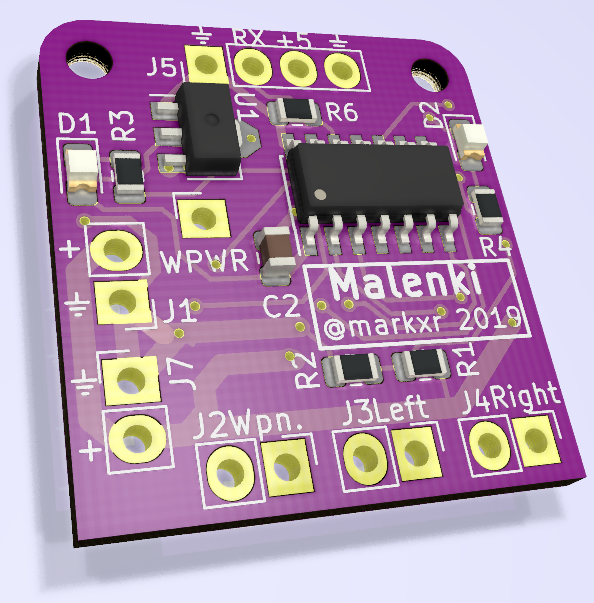 RX +5
J5
U1
R6
D2
D1
R3
R4
+
WPWR
Malenki
J1
C2
@markxr 2019
J7
R2
R1
+
J2Wpn.
J3Left
J4Right